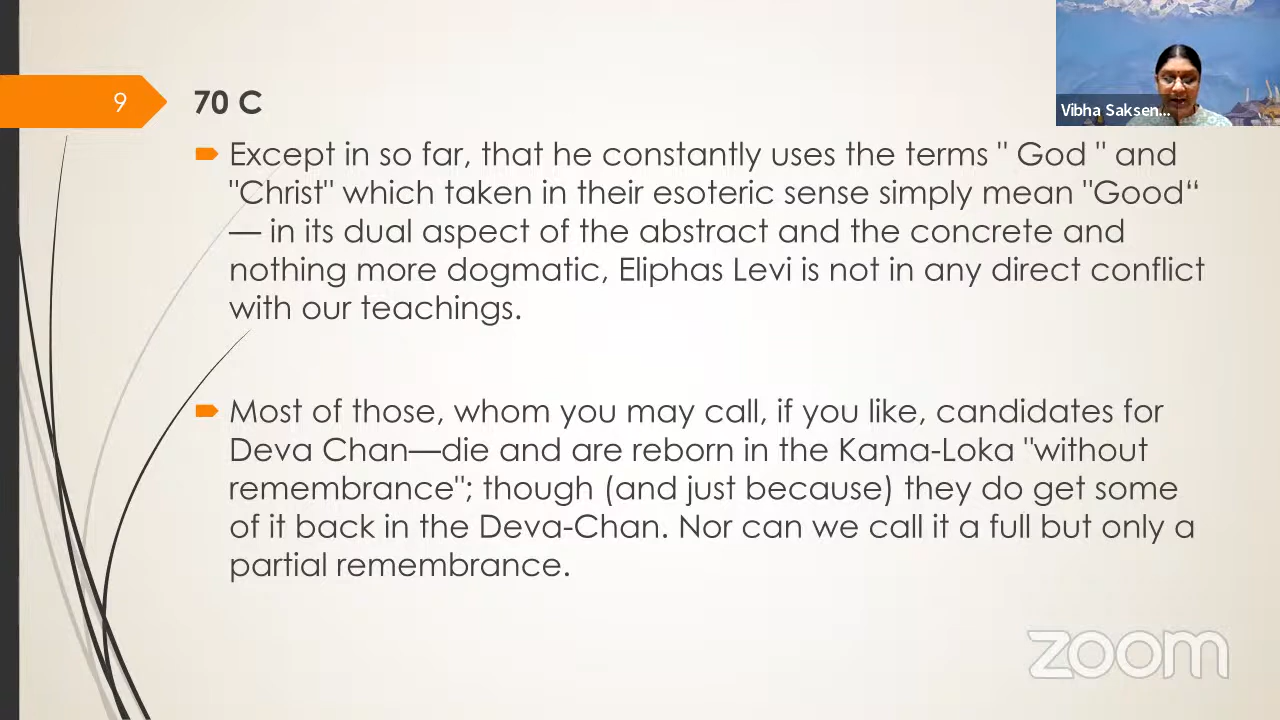 9
70 C
Except in so far, that he constantly uses the terms " God " and
"Christ" which taken in their esoteric sense simply mean "Good“
— in its dual aspect of the abstract and the concrete and
nothing more dogmatic, Eliphas Levi is not in any direct conflict
with our teachings.
Most of those, whom you may call, if you like, candidates for
Deva Chan—die and are reborn in the Kama-Loka "without
remembrance"; though (and just because) they do get some
of it back in the Deva-Chan. Nor can we call it a full but only a
partial remembrance.
Vibha Saksen...
zoom